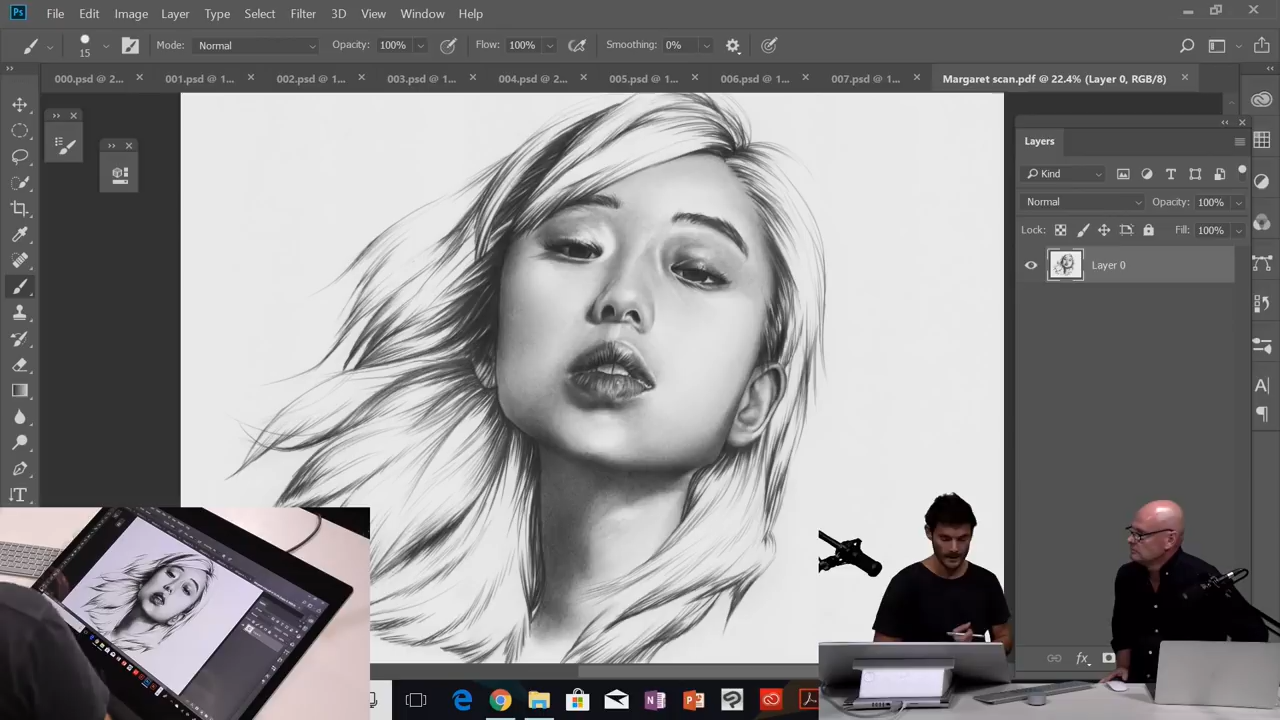 Ps File Edit Image Layer Type Select Filter 3D View Window Help
15 Mode: Normal Opacity: 100% Flow: 100% Smoothing: 0%
000.psd @ 2... 001.psd @ 1... 002.psd @ 1... 003.psd @ 1... 004.psd @ 2... 005.psd @ 1... 006.psd @ 1... 007.psd @ 1... Margaret scan.pdf @ 22.4% (Layer 0, RGB/8)
Layers
Kind
Normal Opacity: 100%
Lock: Fill: 100%
Layer 0
fx